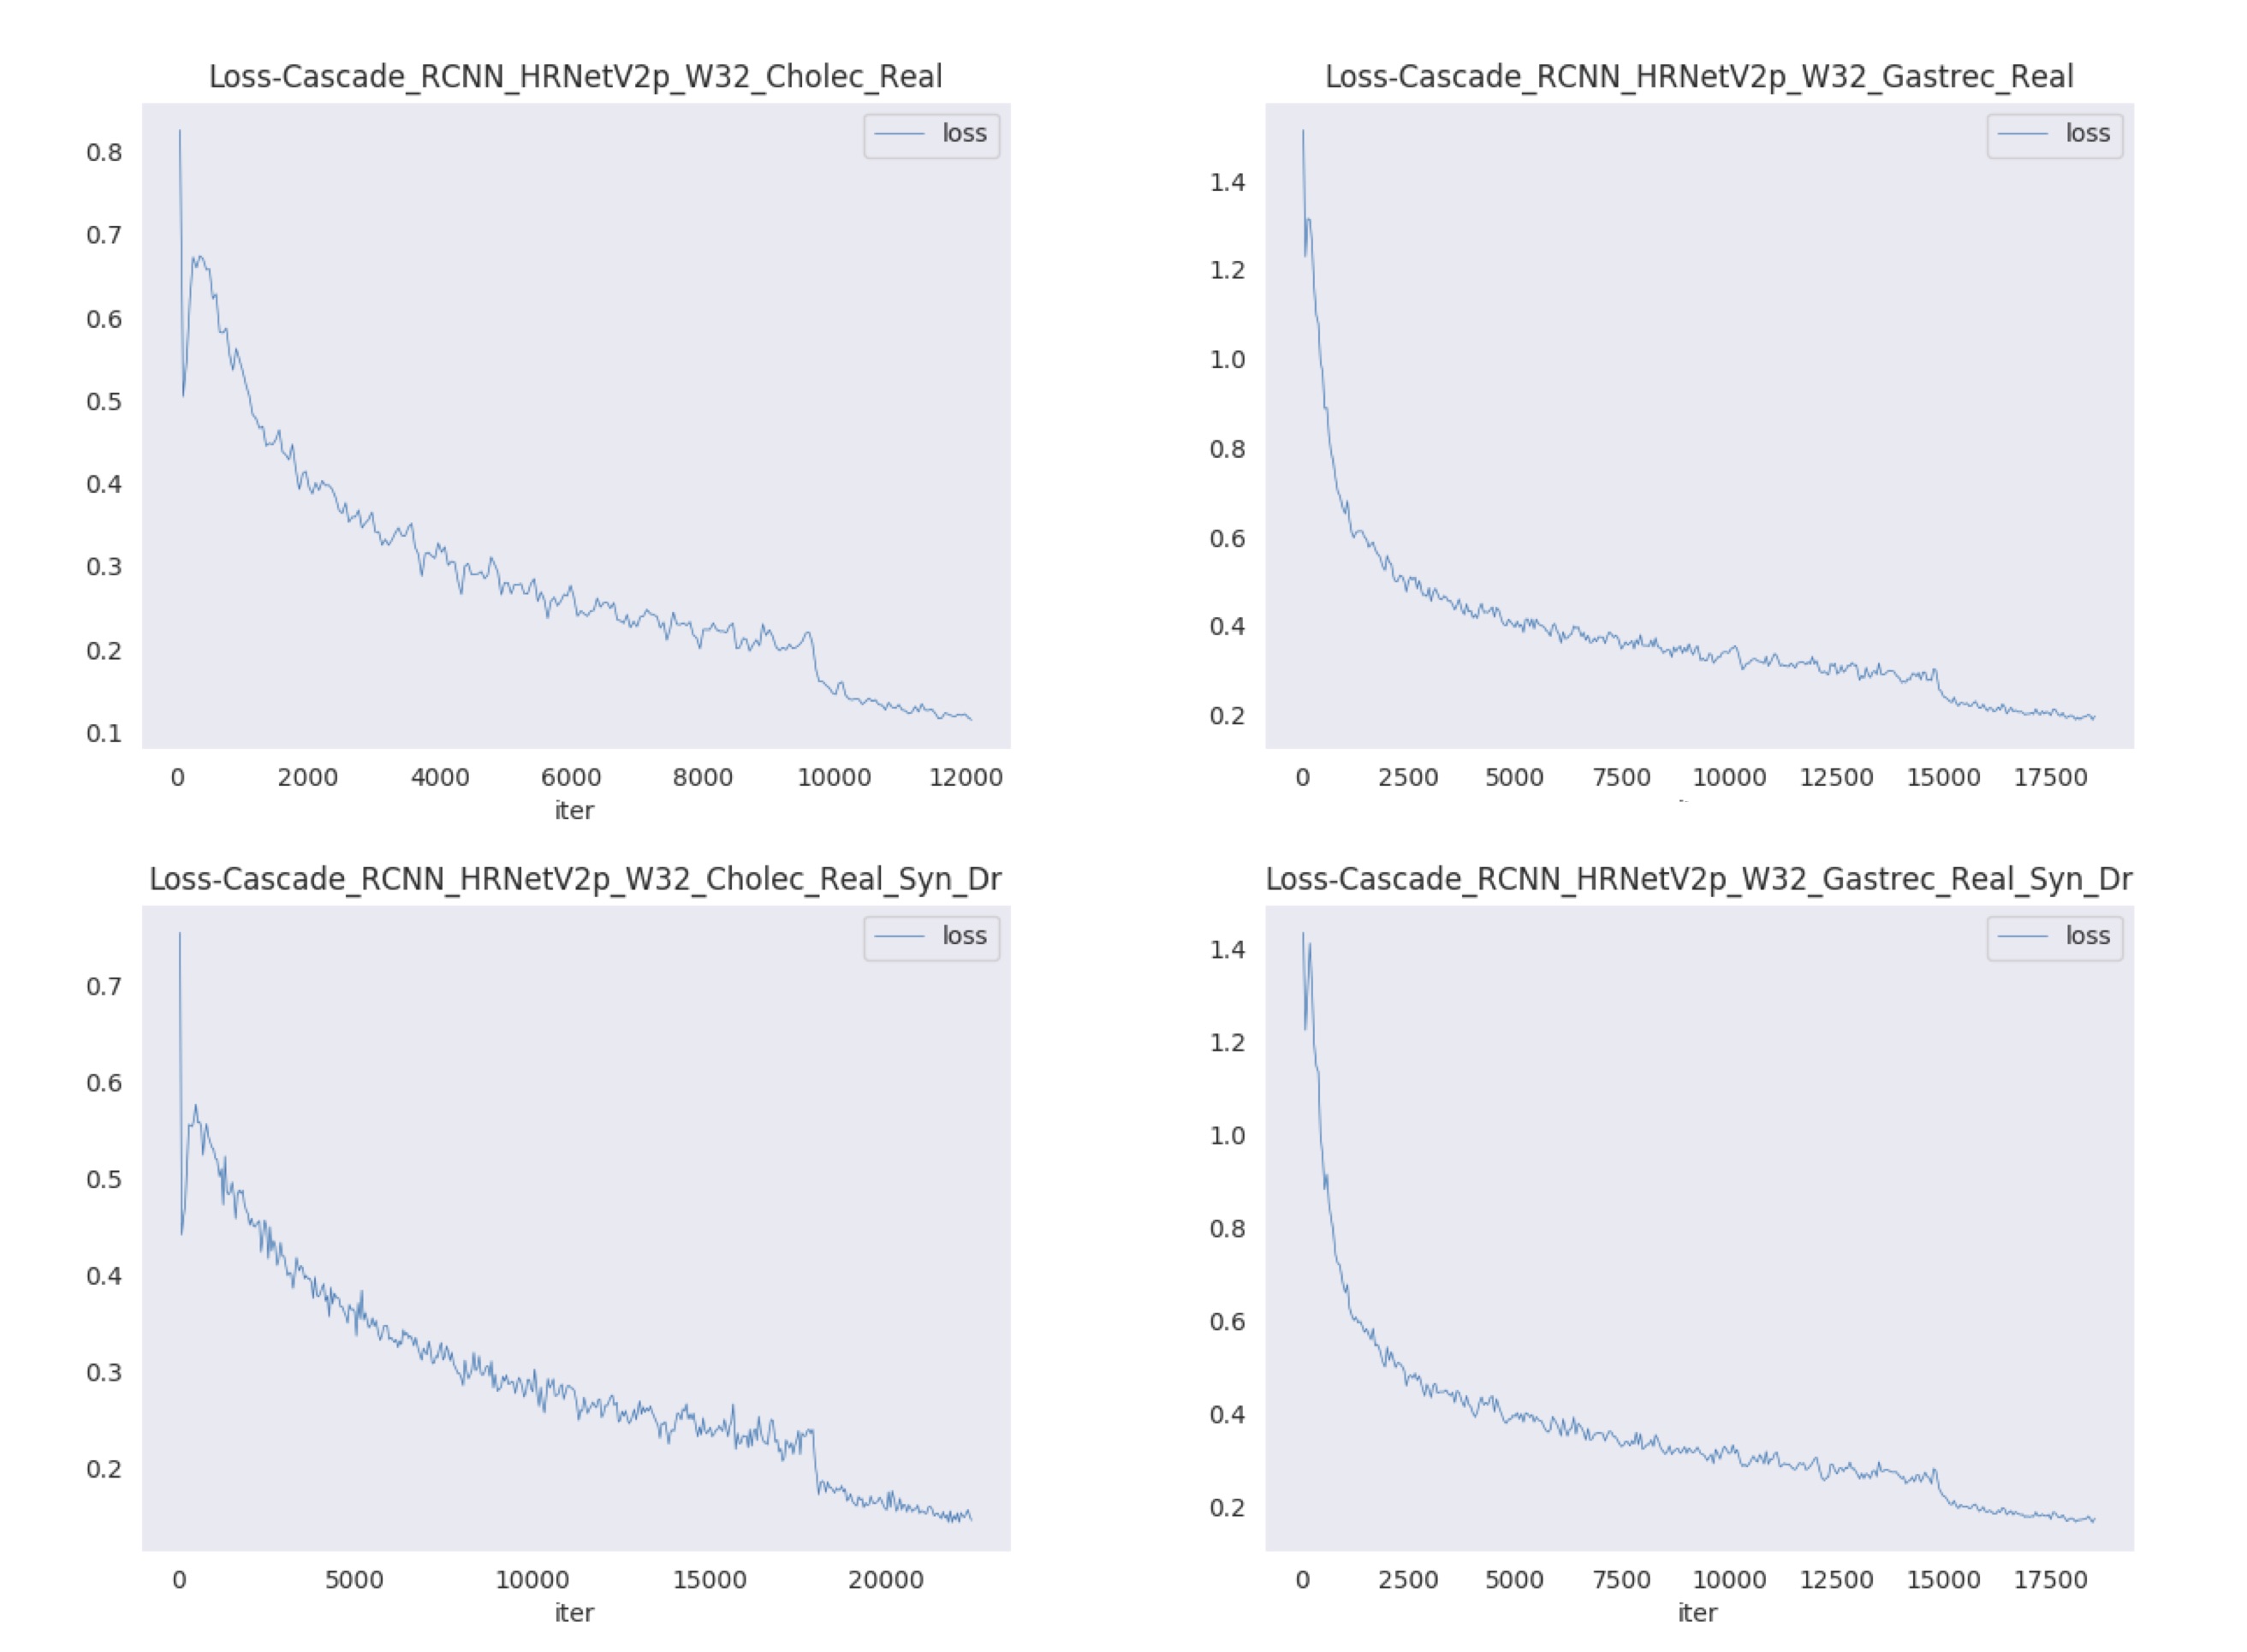 Loss-Cascade_RCNN_HRNetV2p_W32_Cholec_Real
loss
0.8
0.7
0.6
0.5
0.4
0.3
0.2
0.1
0 2000 4000 6000 8000 10000 12000
iter
Loss-Cascade_RCNN_HRNetV2p_W32_Gastrec_Real
loss
1.4
1.2
1.0
0.8
0.6
0.4
0.2
0 2500 5000 7500 10000 12500 15000 17500
Loss-Cascade_RCNN_HRNetV2p_W32_Cholec_Real_Syn_Dr
loss
0.7
0.6
0.5
0.4
0.3
0.2
0 5000 10000 15000 20000
iter
Loss-Cascade_RCNN_HRNetV2p_W32_Gastrec_Real_Syn_Dr
loss
1.4
1.2
1.0
0.8
0.6
0.4
0.2
0 2500 5000 7500 10000 12500 15000 17500
iter